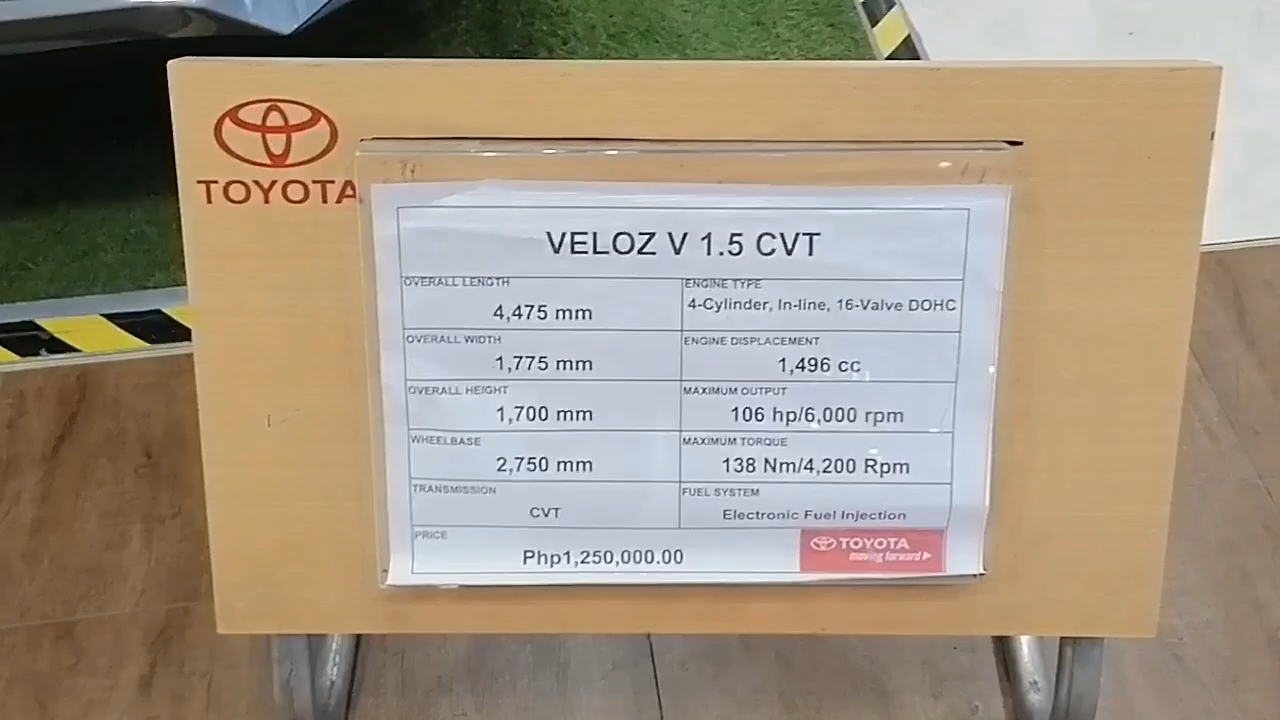 TOYOTA
VELOZ V 1.5 CVT
OVERALL LENGTH
4,475 mm
ENGINE TYPE
4-Cylinder, In-line, 16-Valve DOHC
OVERALL WIDTH
1,775 mm
ENGINE DISPLACEMENT
1,496 cc
OVERALL HEIGHT
1,700 mm
MAXIMUM OUTPUT
106 hp/6,000 rpm
WHEELBASE
2,750 mm
MAXIMUM TORQUE
138 Nm/4,200 Rpm
TRANSMISSION
CVT
FUEL SYSTEM
Electronic Fuel Injection
PRICE
Php1,250,000.00
TOYOTA
moving forward